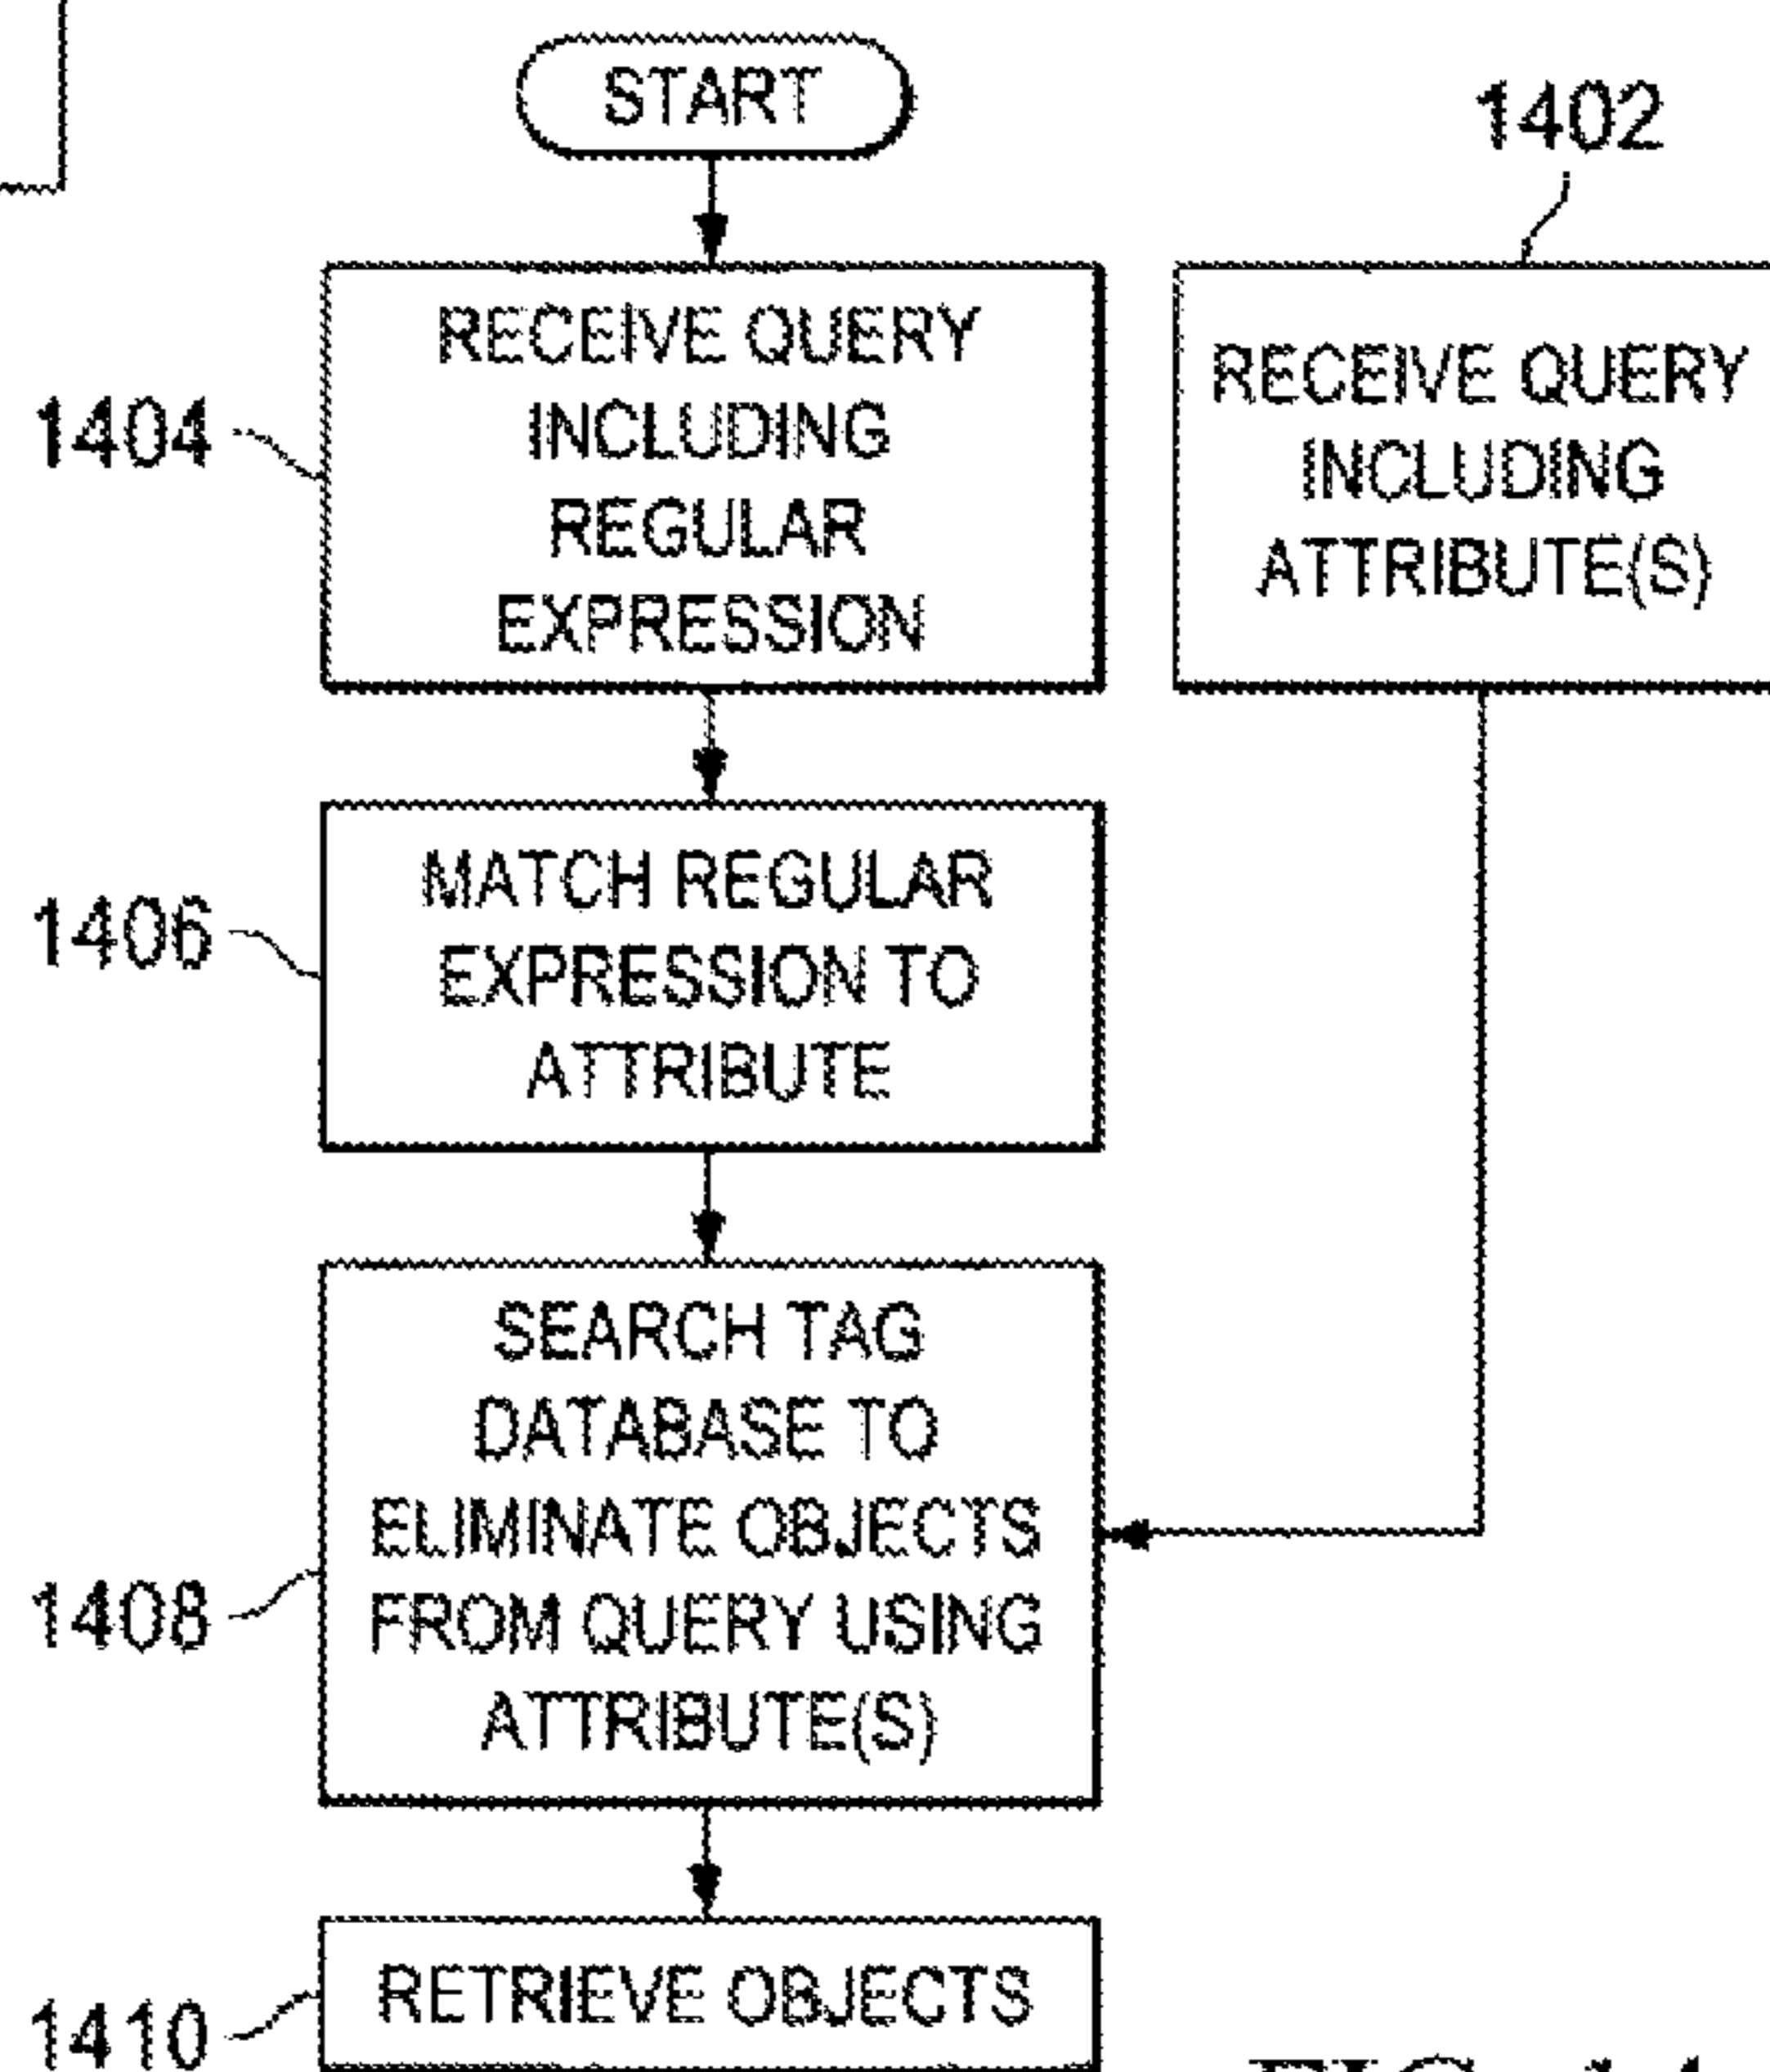 START
1402
1404
RECEIVE QUERY
INCLUDING
REGULAR
EXPRESSION
RECEIVE QUERY
INCLUDING
ATTRIBUTE(S)
1406
MATCH REGULAR
EXPRESSION TO
ATTRIBUTE
1408
SEARCH TAG
DATABASE TO
ELIMINATE OBJECTS
FROM QUERY USING
ATTRIBUTE(S)
1410
RETRIEVE OBJECTS